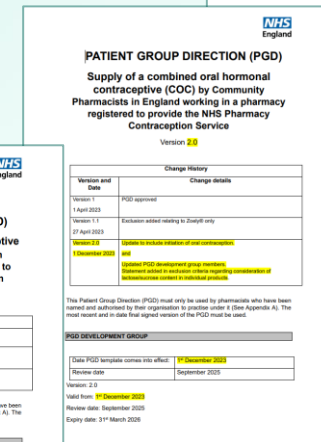 NHS
England
PATIENT GROUP DIRECTION (PGD)
Supply of a combined oral hormonal
contraceptive (COC) by Community
Pharmacists in England working in a pharmacy
registered to provide the NHS Pharmacy
Contraception Service
Version 2.0
Change History
Version and Date
Change details
Version 1
1 April 2023
PGD approved
Version 1.1
27 April 2023
Exclusion added relating to Zoely® only
Version 2.0
1 December 2023
Update to include initiation of oral contraception.
and
Updated PGD development group members;
Statement added in exclusion criteria regarding consideration of
lactose/sucrose content in individual products.
This Patient Group Direction (PGD) must only be used by pharmacists who have been
named and authorised by their organisation to practise under it (See Appendix A). The
most recent and in date final signed version of the PGD must be used.
PGD DEVELOPMENT GROUP
Date PGD template comes into effect: 1st December 2023
Review date September 2025
Version: 2.0
Valid from: 1st December 2023
Review date: September 2025
Expiry date: 31st March 2026
NHS
England
D)
ptive
n
to
n
ve been
A). The